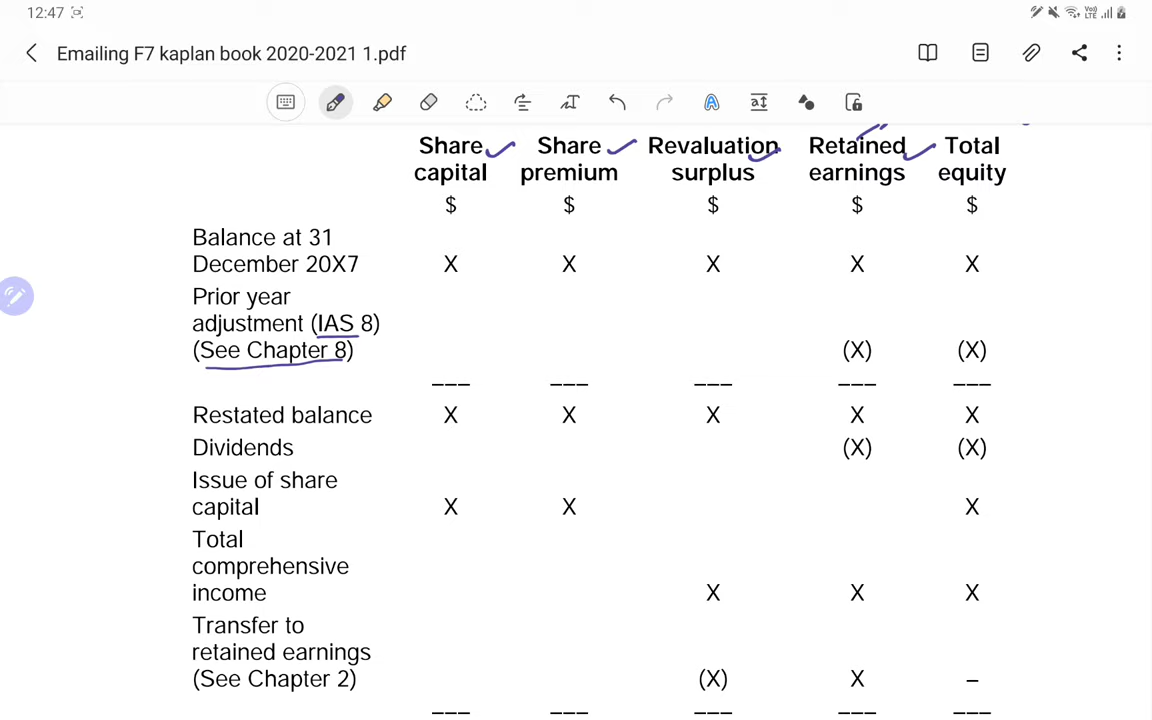 12:47
Emailing F7 kaplan book 2020-2021 1.pdf
Share capital Share premium Revaluation surplus Retained earnings Total equity
$ $ $ $ $
Balance at 31
December 20X7 X X X X X
Prior year
adjustment (IAS 8)
(See Chapter 8) (X) (X)
Restated balance X X X X X
Dividends (X) (X)
Issue of share
capital X X X
Total
comprehensive
income X X X
Transfer to
retained earnings
(See Chapter 2) (X) X –